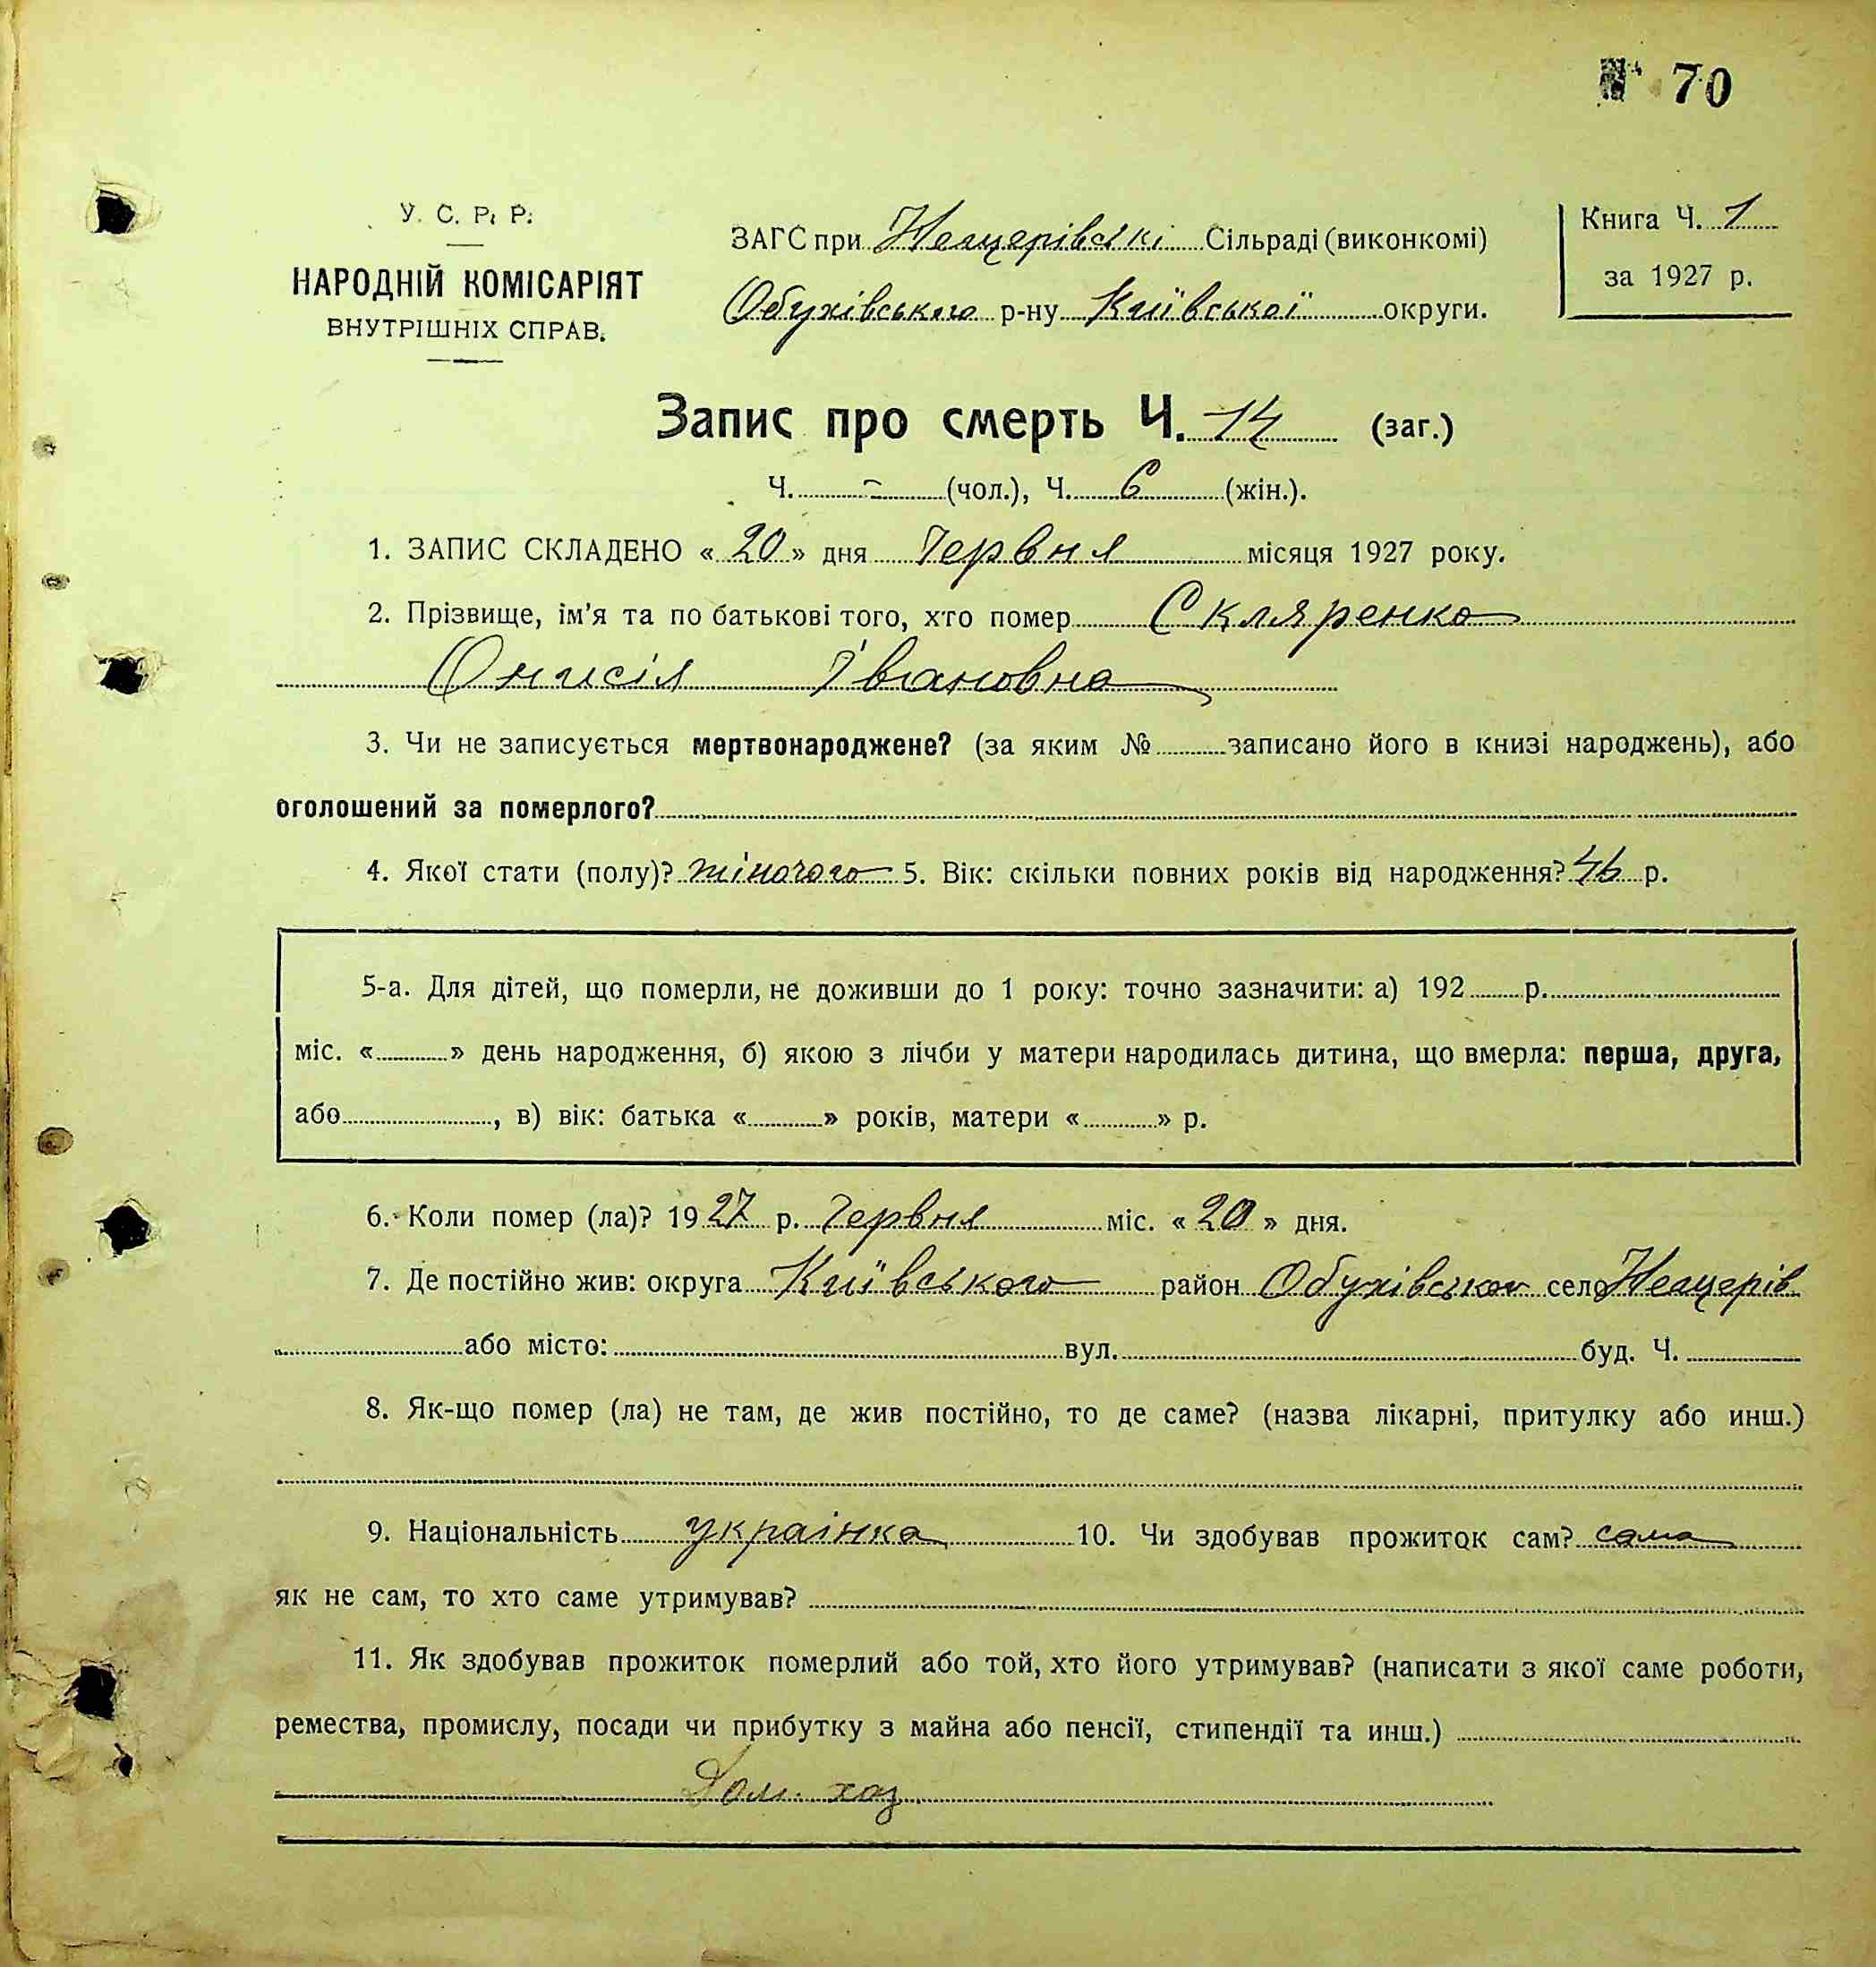 70
У. С. Р. Р.
НАРОДНІЙ КОМІСАРІЯТ
ВНУТРІШНІХ СПРАВ.
ЗАГС при Нещерівські Сільраді (виконкомі)
Обухівського р-ну Київської округи.
Книга Ч. 1
за 1927 р.
Запис про смерть Ч. 14 (заг.)
Ч. - (чол.), Ч. 6 (жін.).
1. ЗАПИС СКЛАДЕНО « 20 » дня Червня місяця 1927 року.
2. Прізвище, ім'я та по батькові того, хто помер Скляренко
Онисія Івановна
3. Чи не записується мертвонароджене? (за яким № записано його в книзі народжень), або
оголошений за померлого?
4. Якої стати (полу)? жіночого 5. Вік: скільки повних років від народження? 46 р.
5-а. Для дітей, що померли, не доживши до 1 року: точно зазначити: а) 192 р.
міс. « » день народження, б) якою з лічби у матери народилась дитина, що вмерла: перша, друга,
або , в) вік: батька « » років, матери « » р.
6. Коли помер (ла)? 1927 р. Червня міс. « 20 » дня.
7. Де постійно жив: округа Київського район Обухівськог село Нещерів
або місто: вул. буд. Ч.
8. Як-що помер (ла) не там, де жив постійно, то де саме? (назва лікарні, притулку або инш.)
9. Національність українка 10. Чи здобував прожиток сам? сама
як не сам, то хто саме утримував?
11. Як здобував прожиток померлий або той, хто його утримував? (написати з якої саме роботи,
ремества, промислу, посади чи прибутку з майна або пенсії, стипендії та инш.)
Дом. хаз.